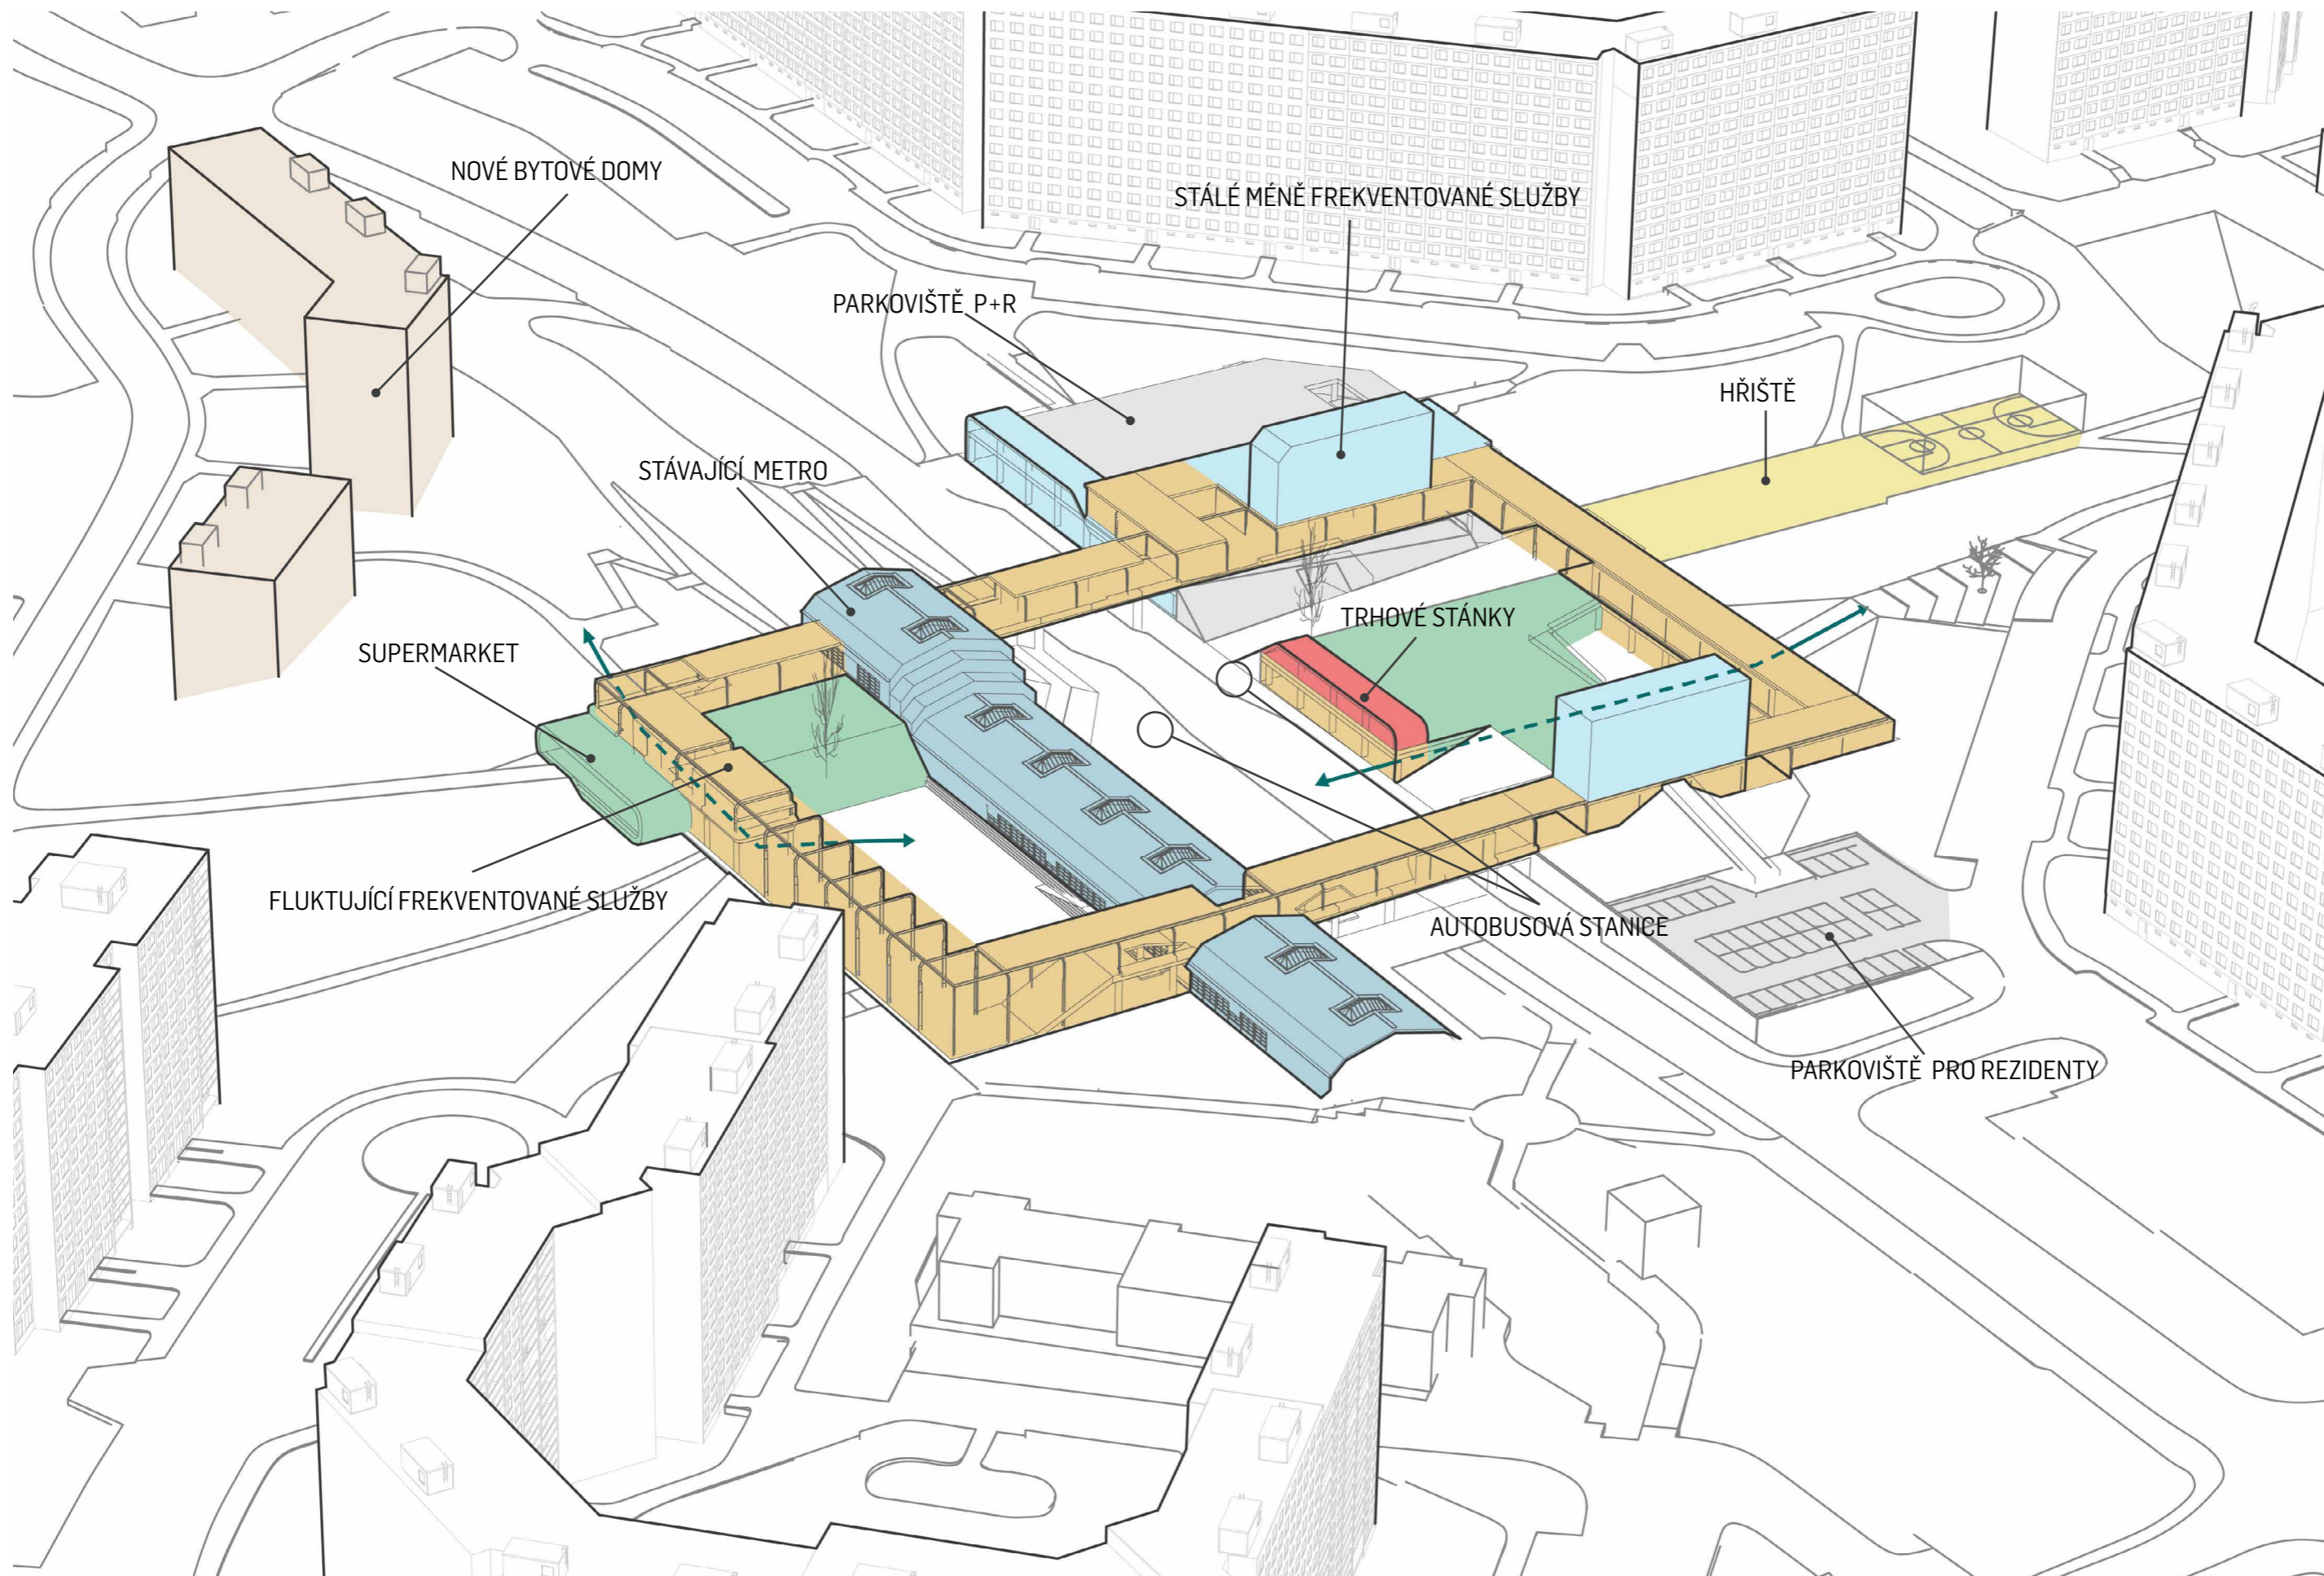 NOVÉ BYTOVÉ DOMY
STÁLÉ MÉNĚ FREKVENTOVANÉ SLUŽBY
PARKOVIŠTĚ P+R
HŘIŠTĚ
STÁVAJÍCÍ METRO
TRHOVÉ STÁNKY
SUPERMARKET
FLUKTUJÍCÍ FREKVENTOVANÉ SLUŽBY
AUTOBUSOVÁ STANICE
PARKOVIŠTĚ PRO REZIDENTY